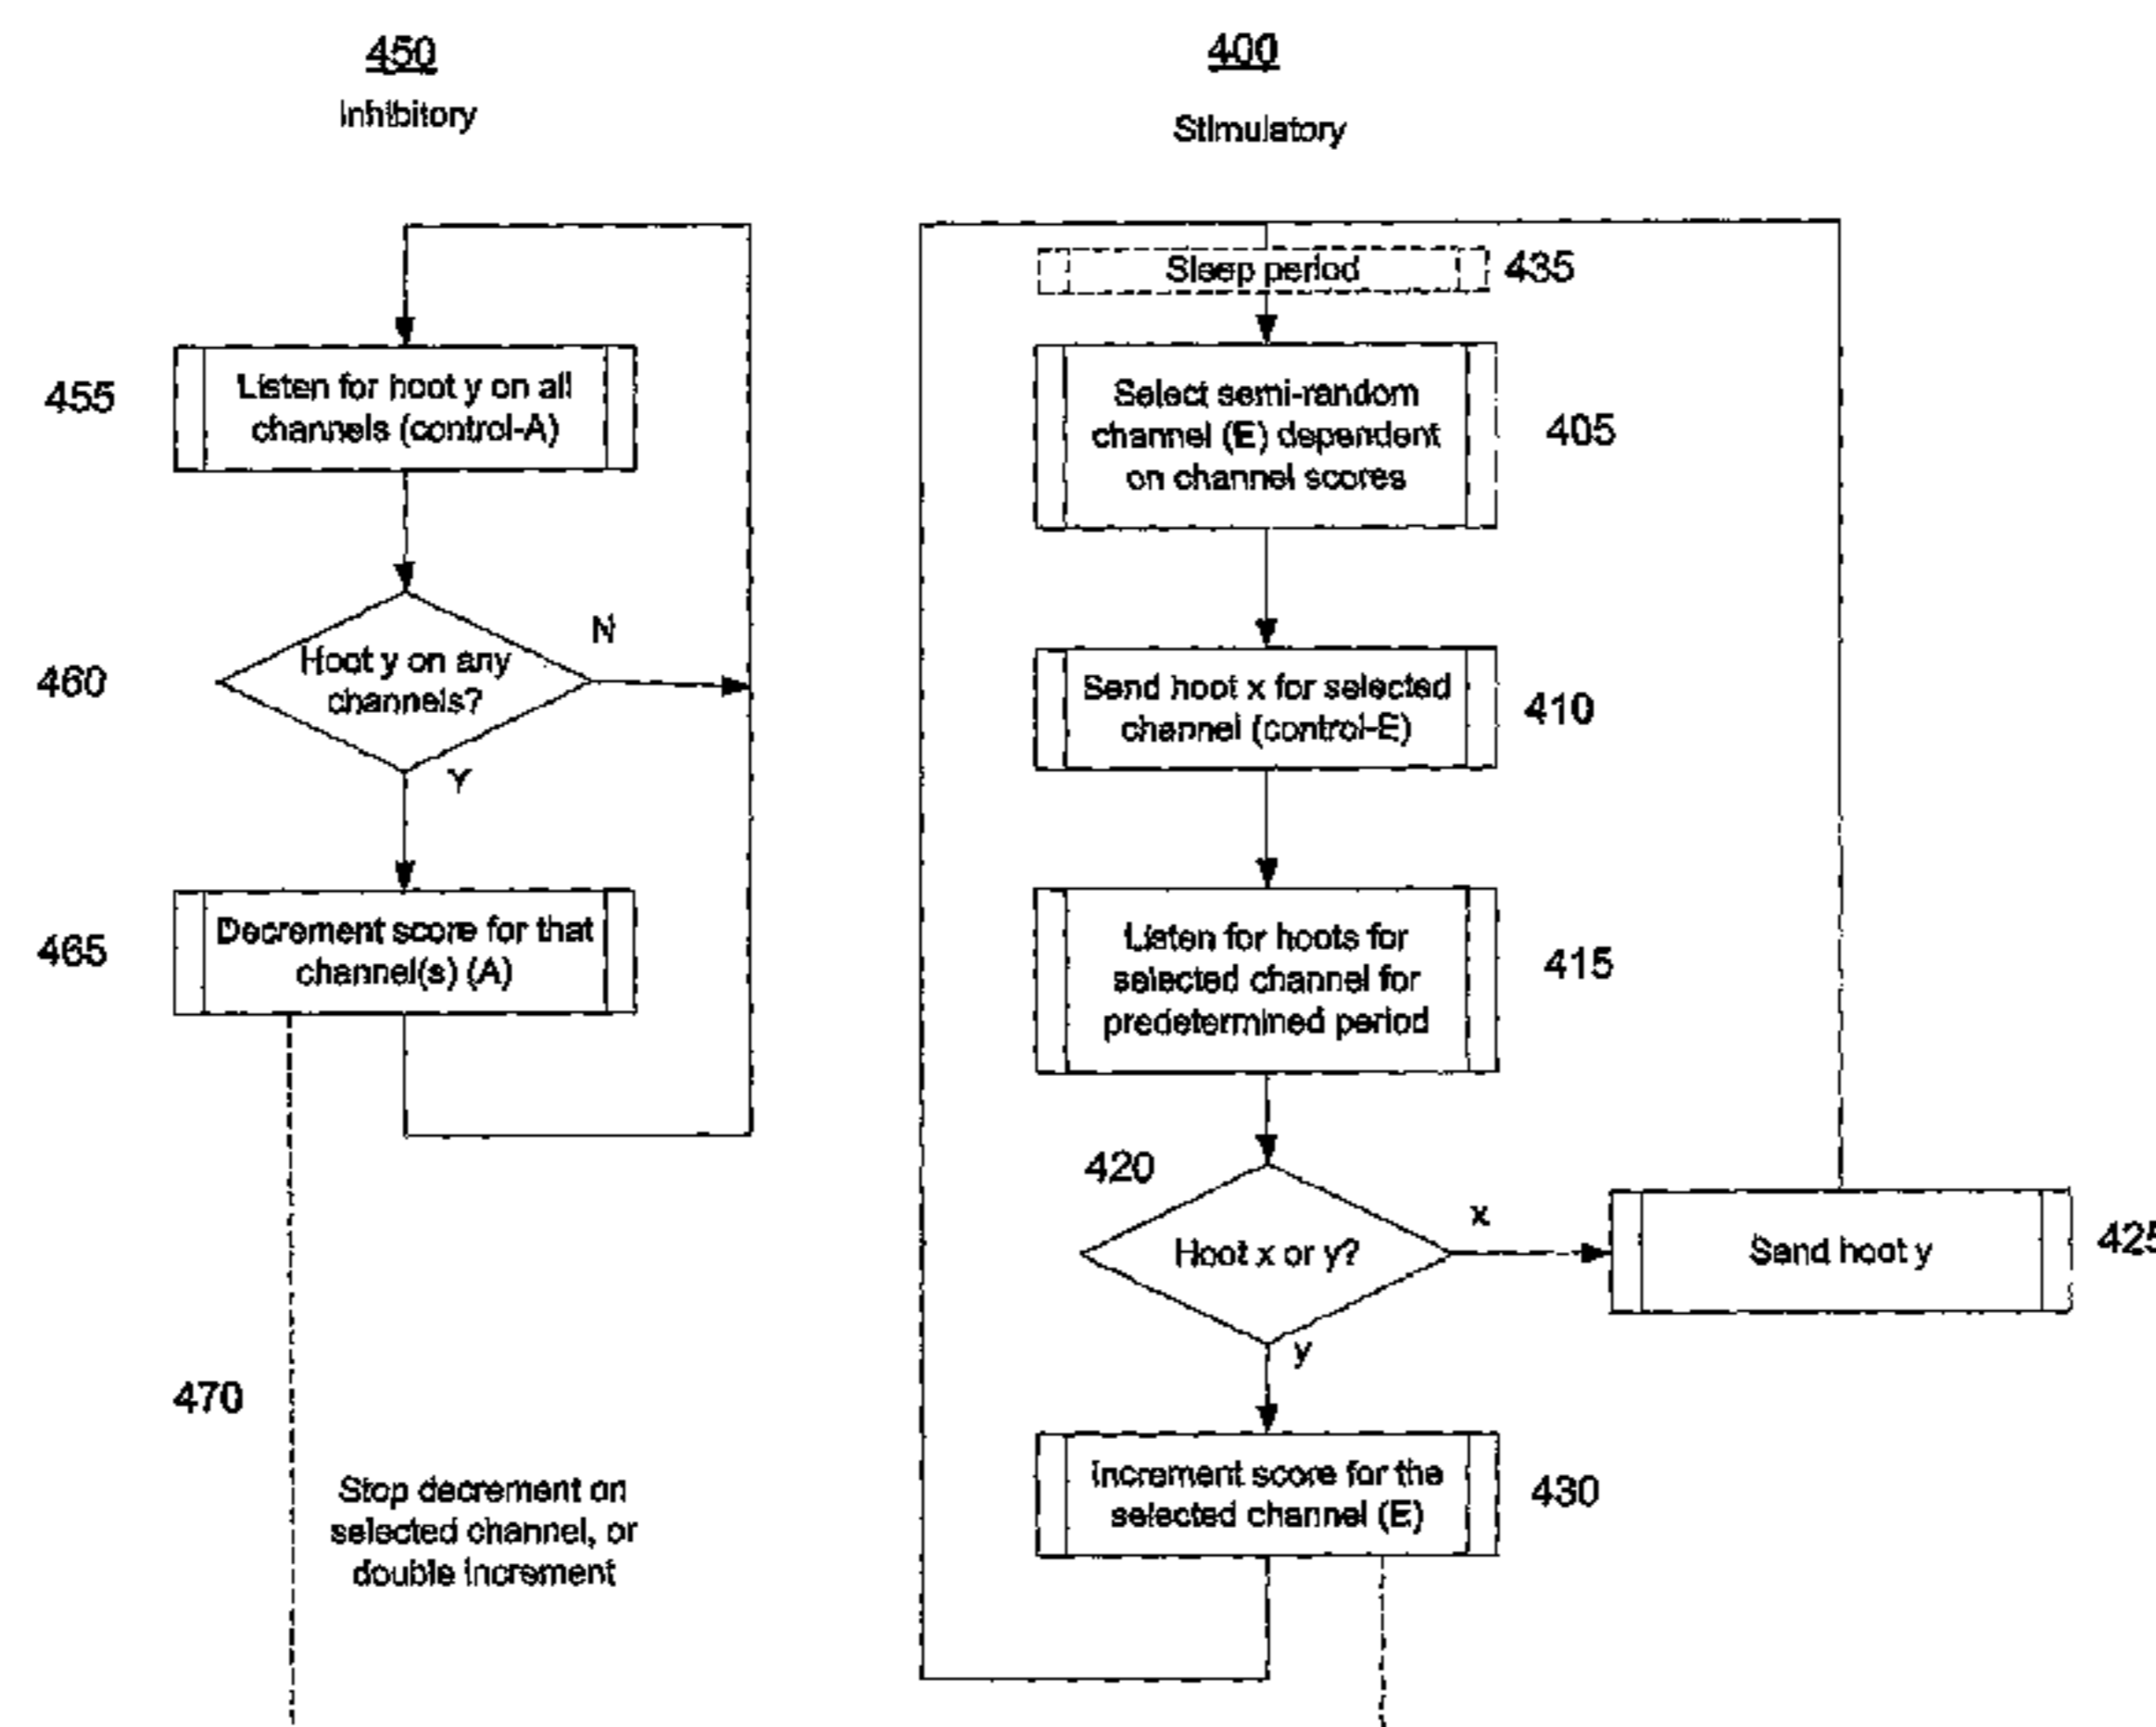 450
Inhibitory
455
Listen for hoot y on all
channels (control-A)
460
Hoot y on any
channels?
N
Y
465
Decrement score for that
channel(s) (A)
470
Stop decrement on
selected channel, or
double increment
400
Stimulatory
Sleep period
435
Select semi-random
channel (E) dependent
on channel scores
405
Send hoot x for selected
channel (control-E)
410
Listen for hoots for
selected channel for
predetermined period
415
420
Hoot x or y?
x
Send hoot y
425
y
Increment score for the
selected channel (E)
430